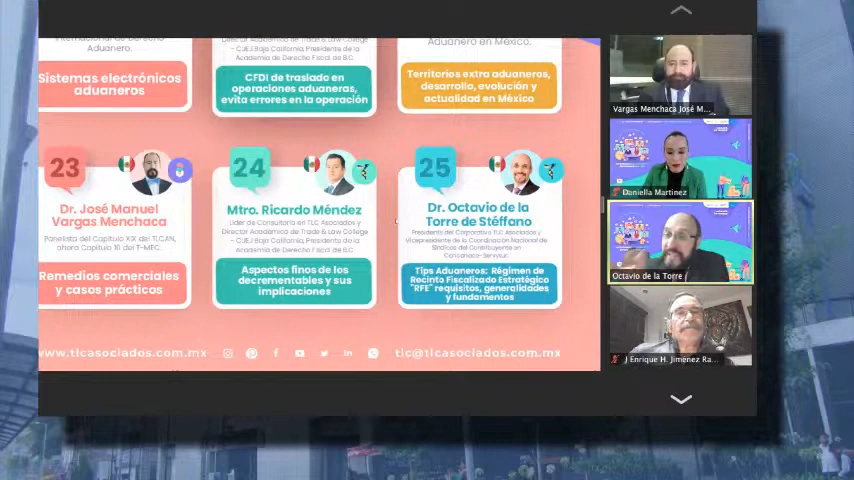 Internacional de Derecho
Aduanero.
Sistemas electrónicos
aduaneros
Director Académico de Trade & Law College
- CUEJ Baja California, Presidente de la
Academia de Derecho Fiscal de B.C
CFDI de traslado en
operaciones aduaneras,
evita errores en la operación
Aduanero en México.
Territorios extra aduaneros,
desarrollo, evolución y
actualidad en México
23
Dr. José Manuel
Vargas Menchaca
Panelista del Capítulo XIX del TLCAN,
ahora Capítulo 10 del T-MEC.
Remedios comerciales
y casos prácticos
24
Mtro. Ricardo Méndez
Líder de Consultoría en TLC Asociados y
Director Académico de Trade & Law College
- CUEJ Baja California, Presidente de la
Academia de Derecho Fiscal de B.C
Aspectos finos de los
decrementables y sus
implicaciones
25
Dr. Octavio de la
Torre de Stéffano
Presidente del Corporativo TLC Asociados y
Vicepresidente de la Coordinación Nacional de
Síndicos del Contribuyente en
Concanaco-Servytur.
Tips Aduaneros: Régimen de
Recinto Fiscalizado Estratégico
"RFE" requisitos, generalidades
y fundamentos
www.tlcasociados.com.mx
tlc@tlcasociados.com.mx
Vargas Menchaca José M...
Daniella Martínez
Octavio de la Torre
J Enrique H. Jiménez Ra...